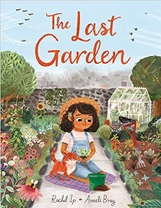 The Last
Garden
Rachel Ip
Anneli Bray